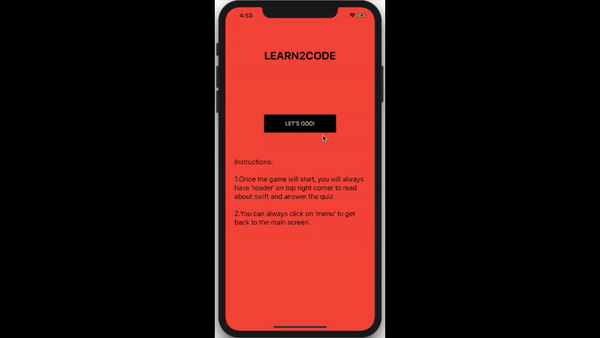 4:53
LEARN2CODE
LET'S GOO!
Instructions:
1.Once the game will start, you will always
have 'reader' on top right corner to read
about swift and answer the quiz.
2.You can always click on 'menu' to get
back to the main screen.